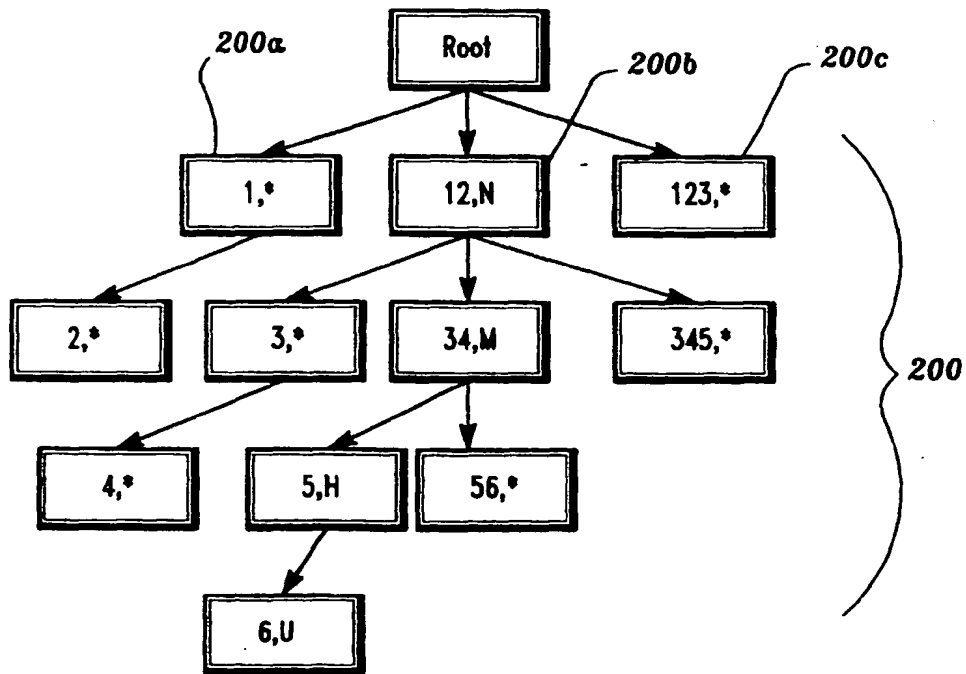 200a
Root
200b
200c
1,*
12,N
123,*
2,*
3,*
34,M
345,*
200
4,*
5,H
56,*
6,U